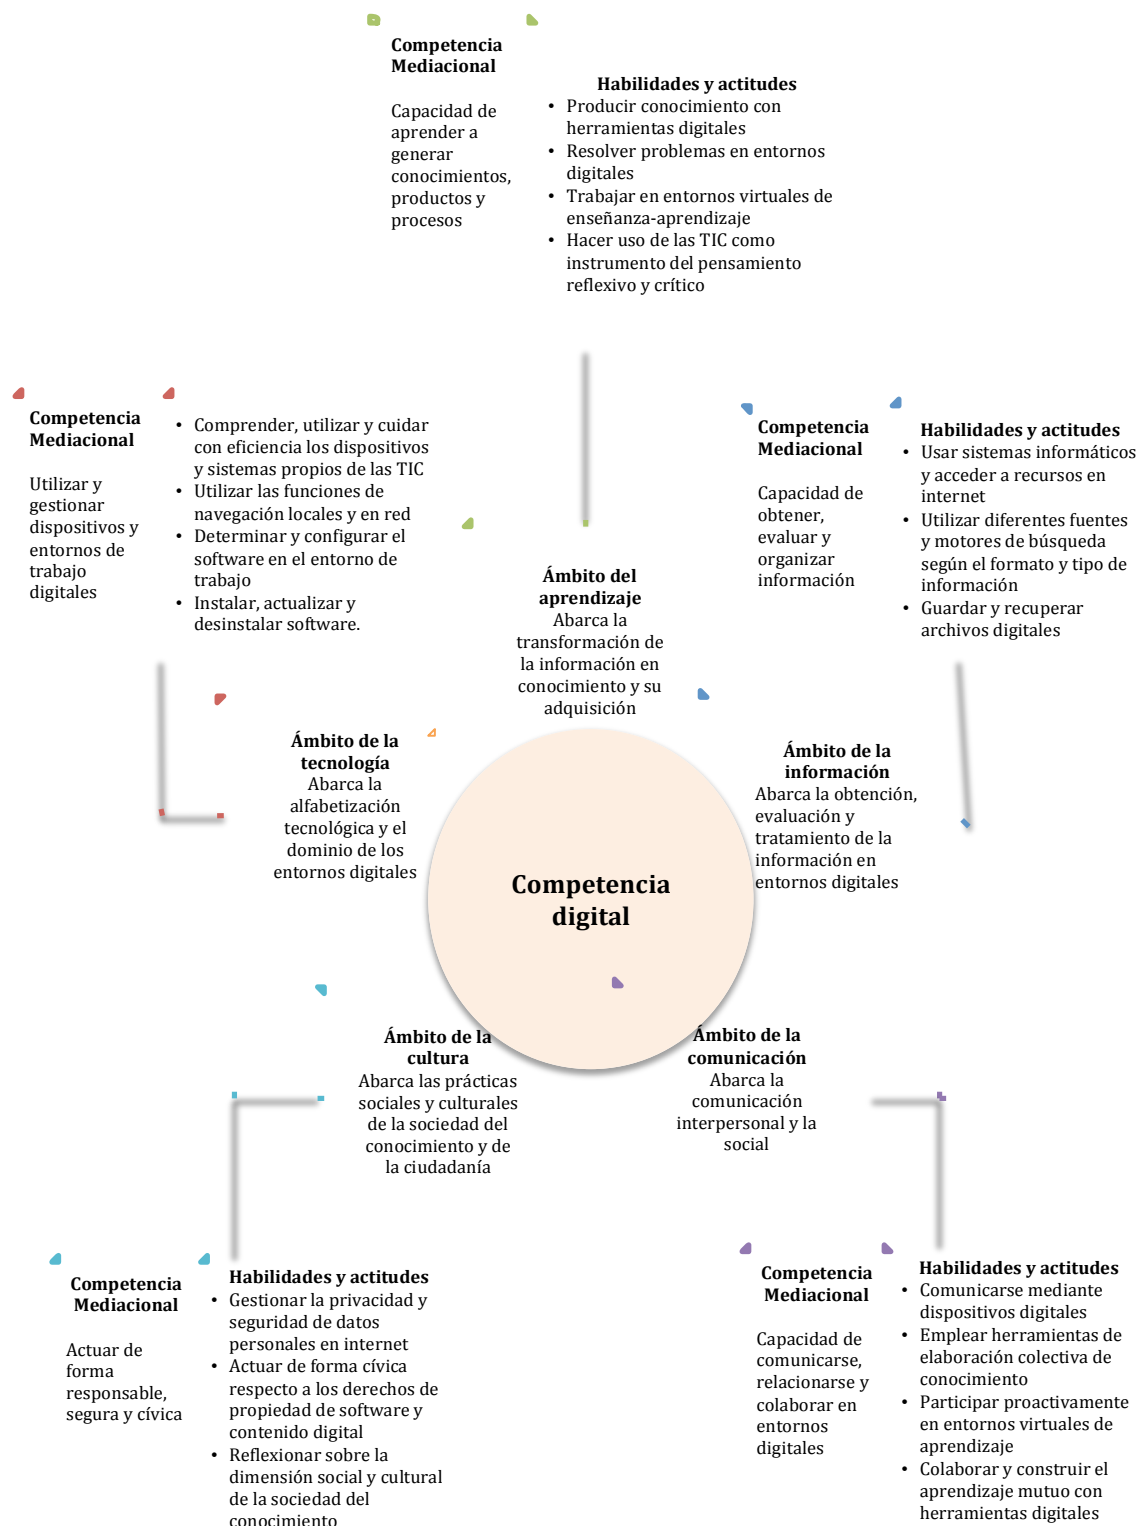 Competencia
Mediacional
Capacidad de
aprender a
generar
conocimientos,
productos y
procesos
Habilidades y actitudes
• Producir conocimiento con
herramientas digitales
• Resolver problemas en entornos
digitales
• Trabajar en entornos virtuales de
enseñanza-aprendizaje
• Hacer uso de las TIC como
instrumento del pensamiento
reflexivo y crítico
Competencia
Mediacional
Utilizar y
gestionar
dispositivos y
entornos de
trabajo
digitales
• Comprender, utilizar y cuidar
con eficiencia los dispositivos
y sistemas propios de las TIC
• Utilizar las funciones de
navegación locales y en red
• Determinar y configurar el
software en el entorno de
trabajo
• Instalar, actualizar y
desinstalar software.
Competencia
Mediacional
Capacidad de
obtener,
evaluar y
organizar
información
Habilidades y actitudes
• Usar sistemas informáticos
y acceder a recursos en
internet
• Utilizar diferentes fuentes
y motores de búsqueda
según el formato y tipo de
información
• Guardar y recuperar
archivos digitales
Ámbito del
aprendizaje
Abarca la
transformación de
la información en
conocimiento y su
adquisición
Ámbito de la
tecnología
Abarca la
alfabetización
tecnológica y el
dominio de los
entornos digitales
Ámbito de la
información
Abarca la obtención,
evaluación y
tratamiento de la
información en
entornos digitales
Competencia
digital
Ámbito de la
cultura
Abarca las prácticas
sociales y culturales
de la sociedad del
conocimiento y de
la ciudadanía
Ámbito de la
comunicación
Abarca la
comunicación
interpersonal y la
social
Competencia
Mediacional
Actuar de
forma
responsable,
segura y cívica
Habilidades y actitudes
• Gestionar la privacidad y
seguridad de datos
personales en internet
• Actuar de forma cívica
respecto a los derechos de
propiedad de software y
contenido digital
• Reflexionar sobre la
dimensión social y cultural
de la sociedad del
conocimiento
Competencia
Mediacional
Capacidad de
comunicarse,
relacionarse y
colaborar en
entornos
digitales
Habilidades y actitudes
• Comunicarse mediante
dispositivos digitales
• Emplear herramientas de
elaboración colectiva de
conocimiento
• Participar proactivamente
en entornos virtuales de
aprendizaje
• Colaborar y construir el
aprendizaje mutuo con
herramientas digitales